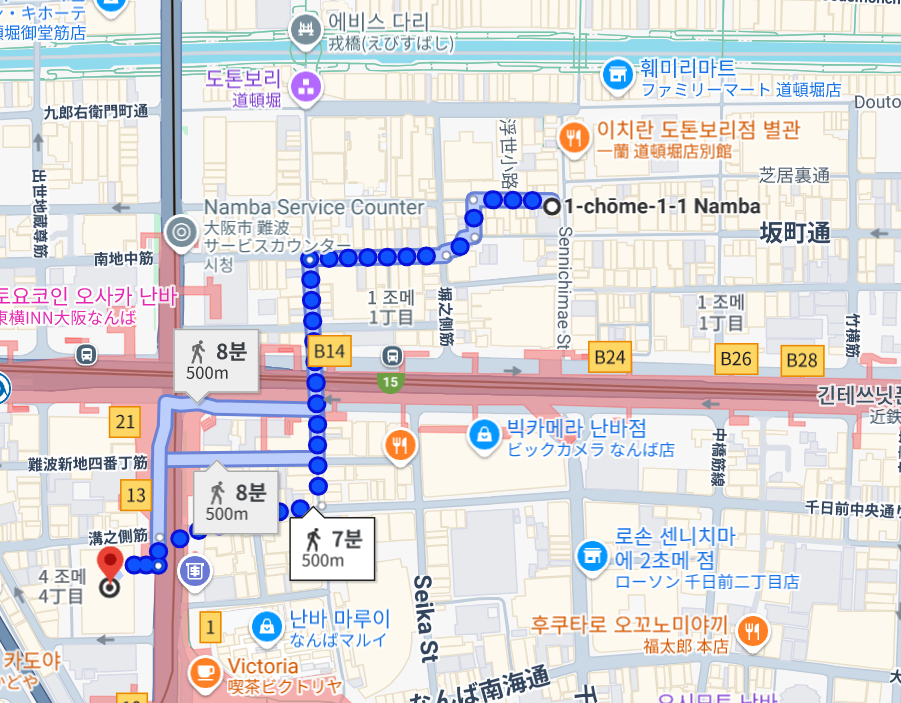 ン・キホーテ
頓堀御堂筋店
에비스 다리
戎橋(えびすばし)
도톤보리
道頓堀
훼미리마트
ファミリーマート 道頓堀店
九郎右衛門町通
Douto
浮世小路
이치란 도톤보리점 별관
一蘭 道頓堀店別館
芝居裏通
出世地蔵尊筋
Namba Service Counter
大阪市 難波
サービスカウンター
시청
1-chōme-1-1 Namba
坂町通
南地中筋
Sennichimae-St
토요코인 오사카 난바
東横INN大阪なんば
1 조메
1丁目
塀之側筋
1 조메
1丁目
竹横筋
8분
500m
B14
B24
B26
B28
15
긴테쓰닛폰
近鉄
21
빅카메라 난바점
ビックカメラ なんば店
中橋筋線
難波新地四番丁筋
13
8분
500m
千日前中央通り
溝之側筋
7분
500m
로손 센니치마
에 2초메 점
ローソン 千日前二丁目店
4 조메
4丁目
Seika St
1
난바 마루이
なんばマルイ
후쿠타로 오꼬노미야끼
福太郎 本店
카도야
かどや
Victoria
喫茶ビクトリヤ
なんば南海通